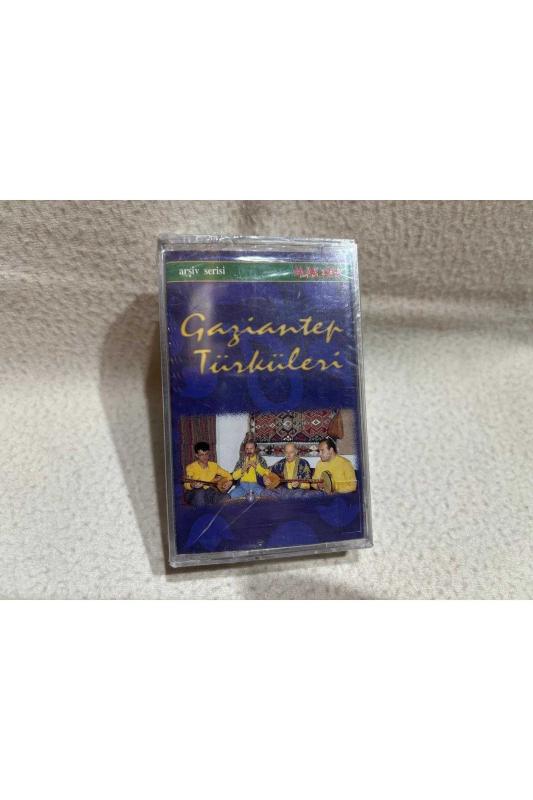 arşiv serisi
Gaziantep
Türküleri